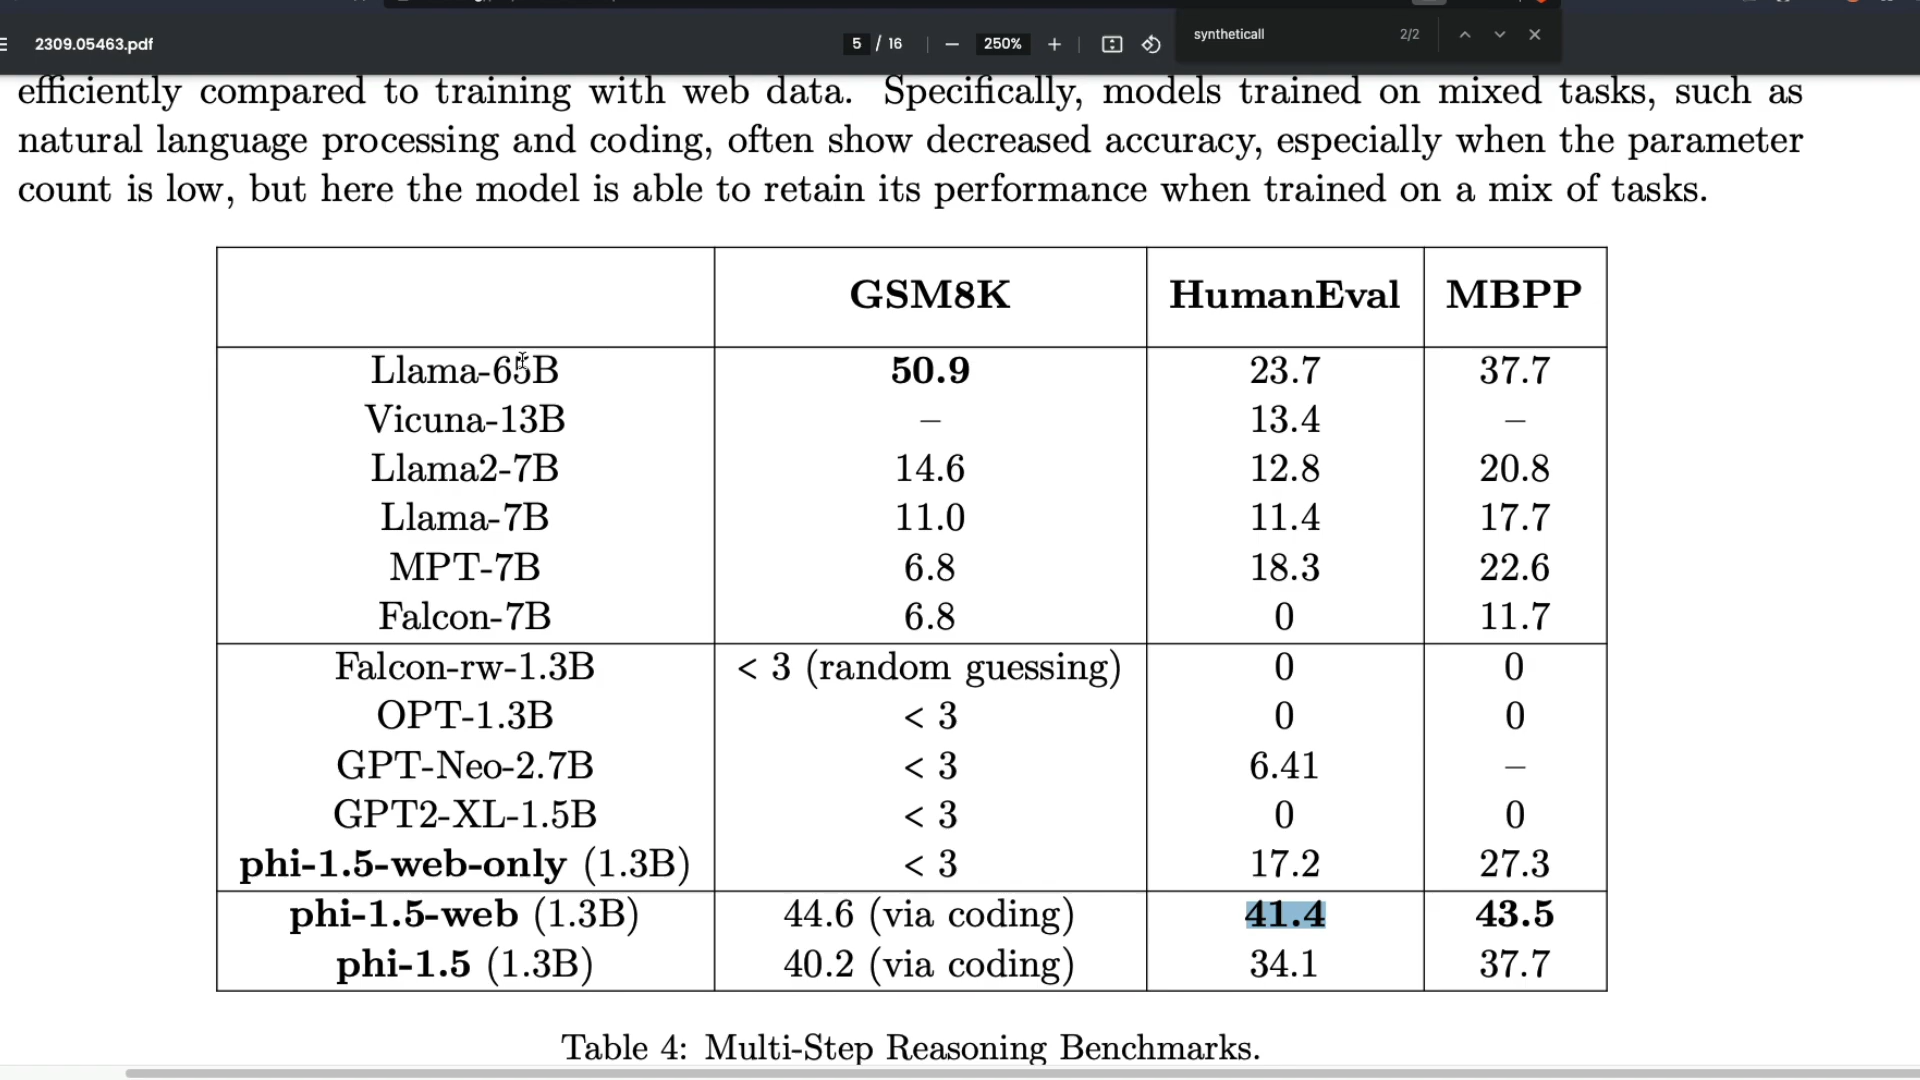 2309.05463.pdf 5 / 16 — 250% + syntheticall 2/2
efficiently compared to training with web data. Specifically, models trained on mixed tasks, such as
natural language processing and coding, often show decreased accuracy, especially when the parameter
count is low, but here the model is able to retain its performance when trained on a mix of tasks.
GSM8K HumanEval MBPP
Llama-65B 50.9 23.7 37.7
Vicuna-13B – 13.4 –
Llama2-7B 14.6 12.8 20.8
Llama-7B 11.0 11.4 17.7
MPT-7B 6.8 18.3 22.6
Falcon-7B 6.8 0 11.7
Falcon-rw-1.3B < 3 (random guessing) 0 0
OPT-1.3B < 3 0 0
GPT-Neo-2.7B < 3 6.41 –
GPT2-XL-1.5B < 3 0 0
phi-1.5-web-only (1.3B) < 3 17.2 27.3
phi-1.5-web (1.3B) 44.6 (via coding) 41.4 43.5
phi-1.5 (1.3B) 40.2 (via coding) 34.1 37.7
Table 4: Multi-Step Reasoning Benchmarks.